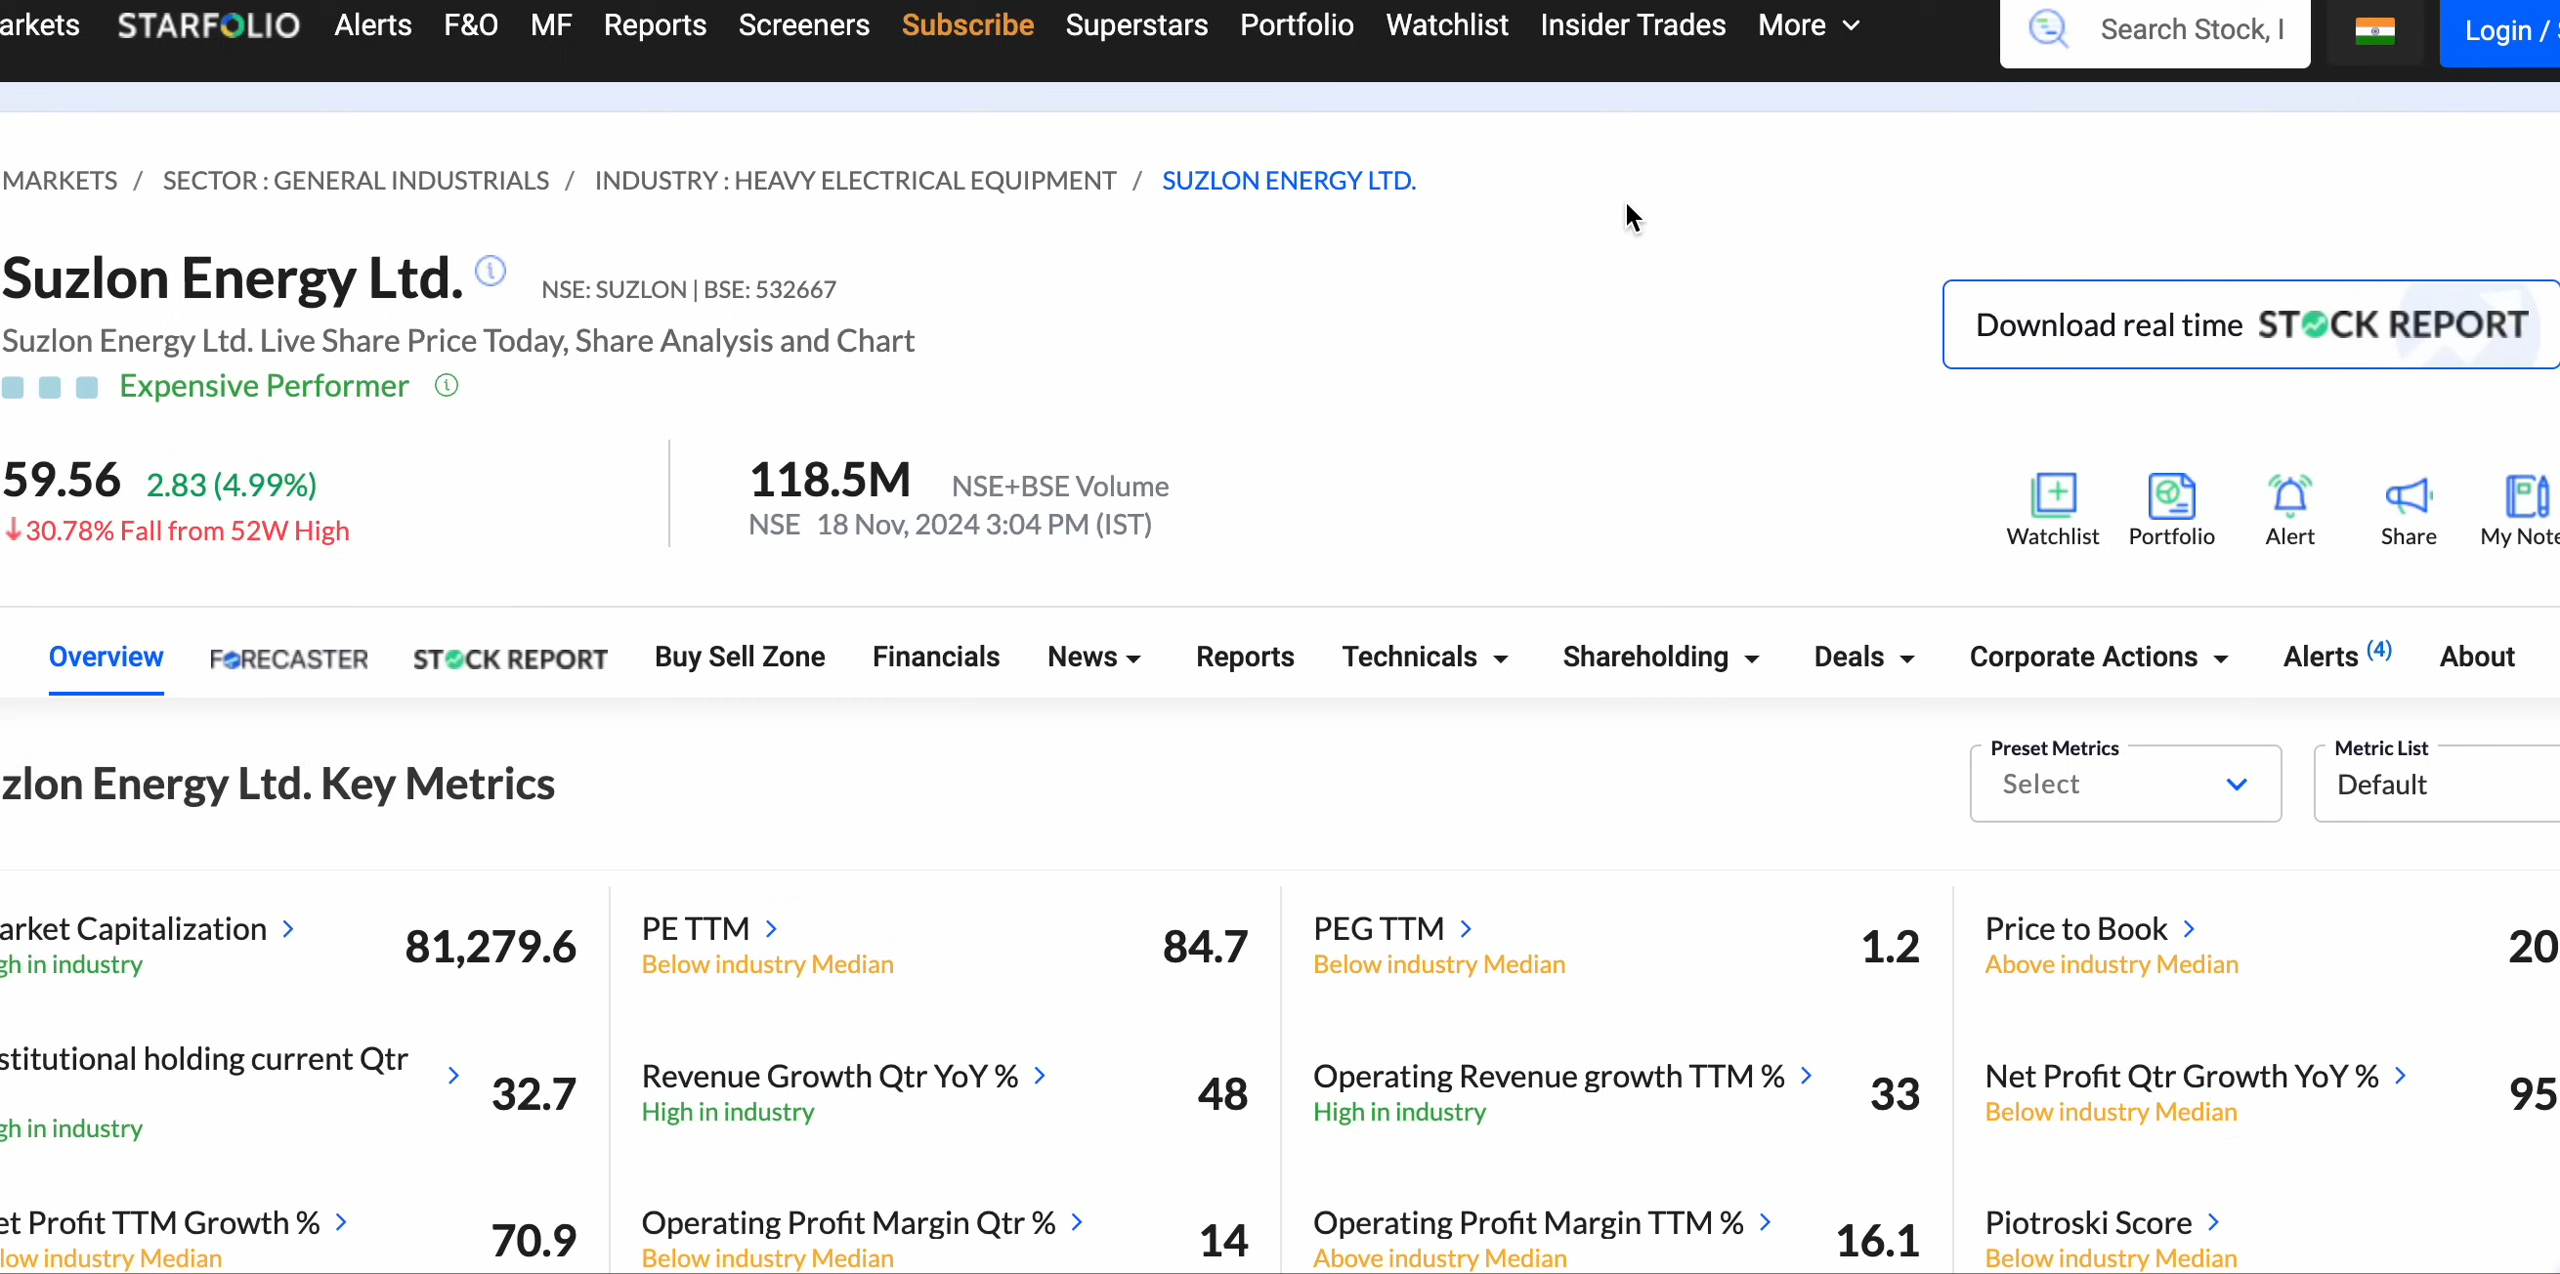 arkets STARFOLIO Alerts F&O MF Reports Screeners Subscribe Superstars Portfolio Watchlist Insider Trades More Search Stock, I Login /
MARKETS / SECTOR : GENERAL INDUSTRIALS / INDUSTRY : HEAVY ELECTRICAL EQUIPMENT / SUZLON ENERGY LTD.
Suzlon Energy Ltd. NSE: SUZLON | BSE: 532667
Suzlon Energy Ltd. Live Share Price Today, Share Analysis and Chart
Download real time STOCK REPORT
Expensive Performer
59.56 2.83 (4.99%)
30.78% Fall from 52W High
118.5M NSE+BSE Volume
NSE 18 Nov, 2024 3:04 PM (IST)
Watchlist Portfolio Alert Share My Note
Overview FORECASTER STOCK REPORT Buy Sell Zone Financials News Reports Technicals Shareholding Deals Corporate Actions Alerts (4) About
zlon Energy Ltd. Key Metrics
Preset Metrics
Select
Metric List
Default
arket Capitalization 81,279.6
gh in industry
PE TTM 84.7
Below industry Median
PEG TTM 1.2
Below industry Median
Price to Book 20
Above industry Median
stitutional holding current Qtr 32.7
gh in industry
Revenue Growth Qtr YoY % 48
High in industry
Operating Revenue growth TTM % 33
High in industry
Net Profit Qtr Growth YoY % 95
Below industry Median
et Profit TTM Growth % 70.9
low industry Median
Operating Profit Margin Qtr % 14
Below industry Median
Operating Profit Margin TTM % 16.1
Above industry Median
Piotroski Score
Below industry Median